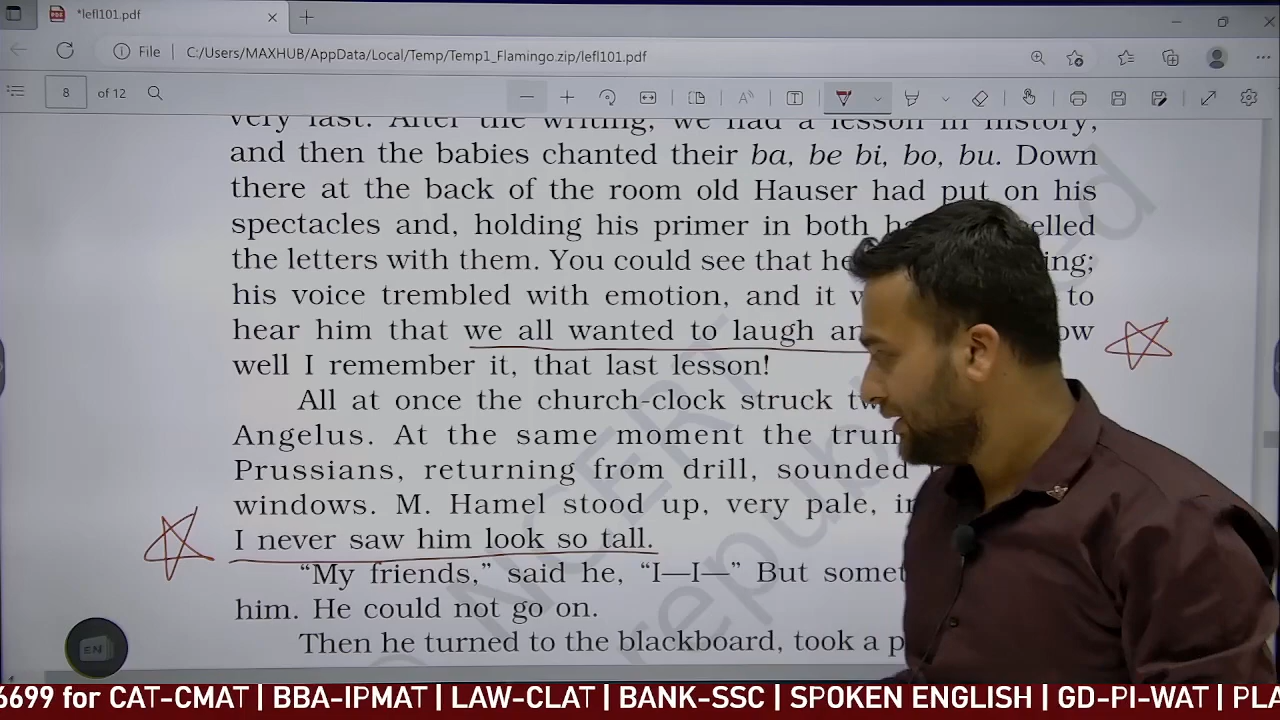 *lefl101.pdf
File | C:/Users/MAXHUB/AppData/Local/Temp/Temp1_Flamingo.zip/lefl101.pdf
8 of 12
very last. After the writing, we had a lesson in history,
and then the babies chanted their ba, be bi, bo, bu. Down
there at the back of the room old Hauser had put on his
spectacles and, holding his primer in both
the letters with them. You could see that he
his voice trembled with emotion, and it to
hear him that we all wanted to laugh
well I remember it, that last lesson!
All at once the church-clock struck
Angelus. At the same moment the
Prussians, returning from drill, sounded
windows. M. Hamel stood up, very pale,
I never saw him look so tall.
“My friends,” said he, “I—I—” But
him. He could not go on.
Then he turned to the blackboard, took a
EN
6699 for CAT-CMAT | BBA-IPMAT | LAW-CLAT | BANK-SSC | SPOKEN ENGLISH | GD-PI-WAT |